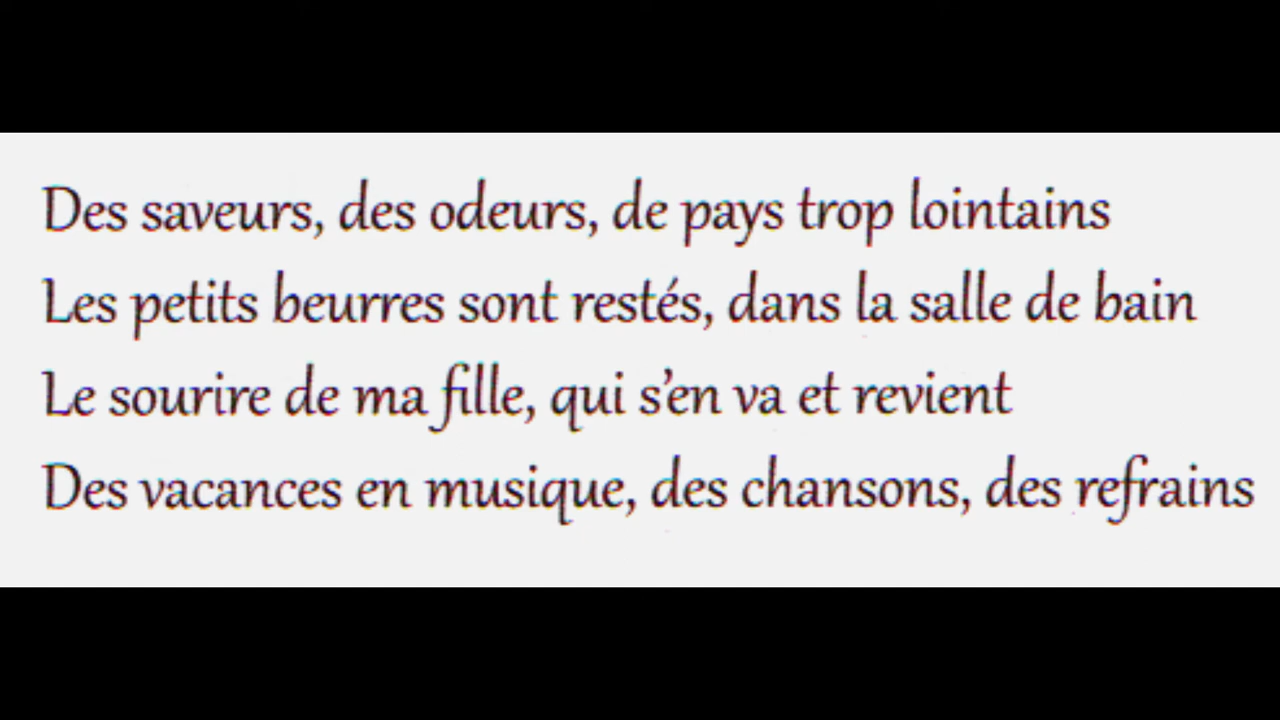 Des saveurs, des odeurs, de pays trop lointains
Les petits beurres sont restés, dans la salle de bain
Le sourire de ma fille, qui s’en va et revient
Des vacances en musique, des chansons, des refrains